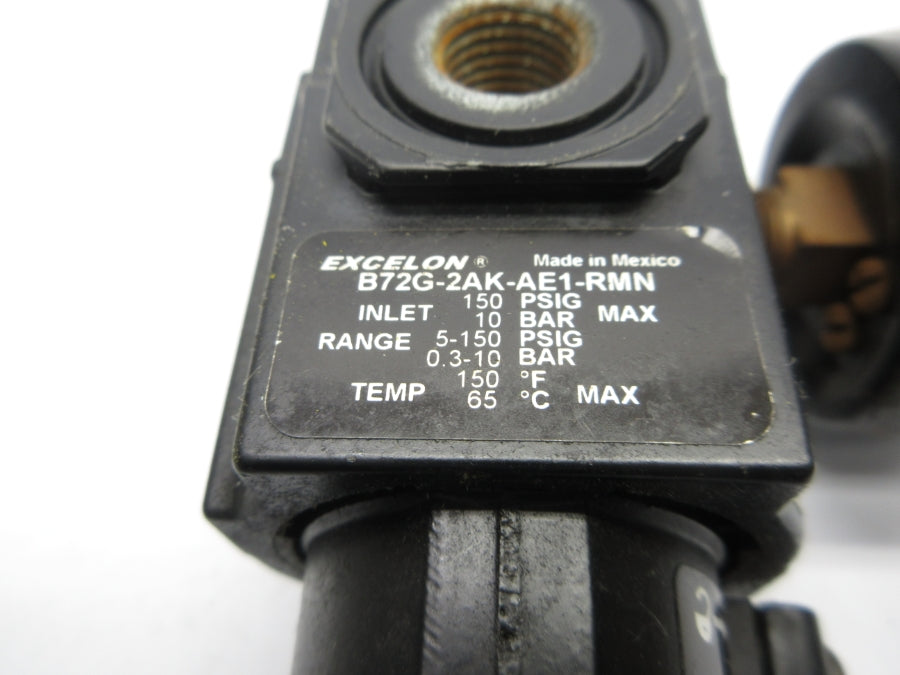 EXCELON® Made in Mexico
B72G-2AK-AE1-RMN
INLET 150 PSIG MAX
10 BAR
RANGE 5-150 PSIG
0.3-10 BAR
TEMP 150 °F MAX
65 °C